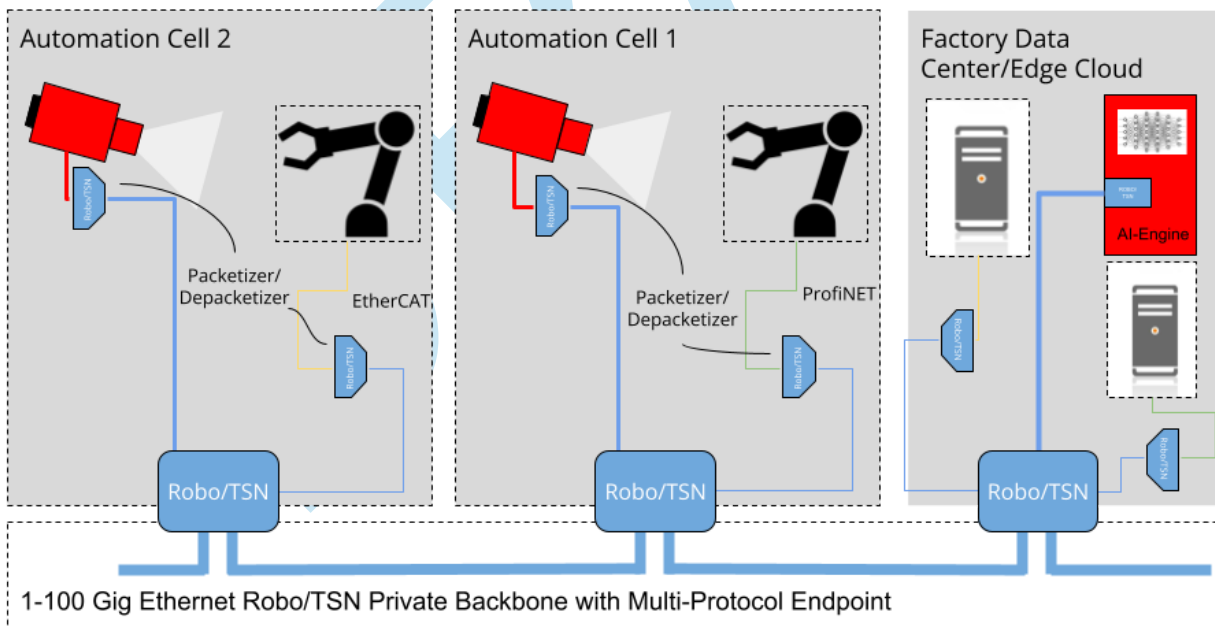 Automation Cell 2
Robo/TSN
Packetizer/
Depacketizer
EtherCAT
Robo/TSN
Robo/TSN
Automation Cell 1
Robo/TSN
Packetizer/
Depacketizer
ProfiNET
Robo/TSN
Robo/TSN
Factory Data
Center/Edge Cloud
ROBO/
TSN
AI-Engine
Robo/TSN
Robo/TSN
Robo/TSN
1-100 Gig Ethernet Robo/TSN Private Backbone with Multi-Protocol Endpoint